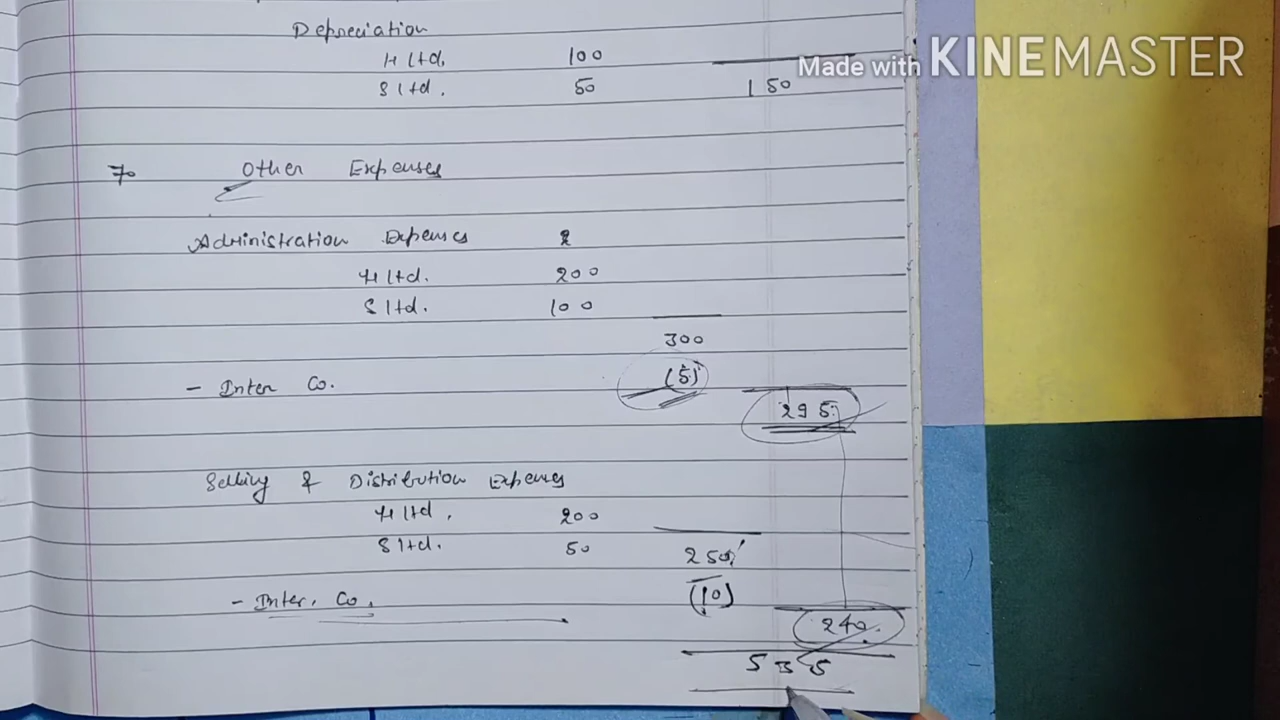 Depreciation
H Ltd. 100
S Ltd. 50 150
Made with KINEMASTER
7. Other Expenses
Administration Expenses
H Ltd. 200
S Ltd. 100
300
- Inter Co. (5)
295
Selling & Distribution Expenses
H Ltd. 200
S Ltd. 50 250
- Inter. Co. (10)
240
535